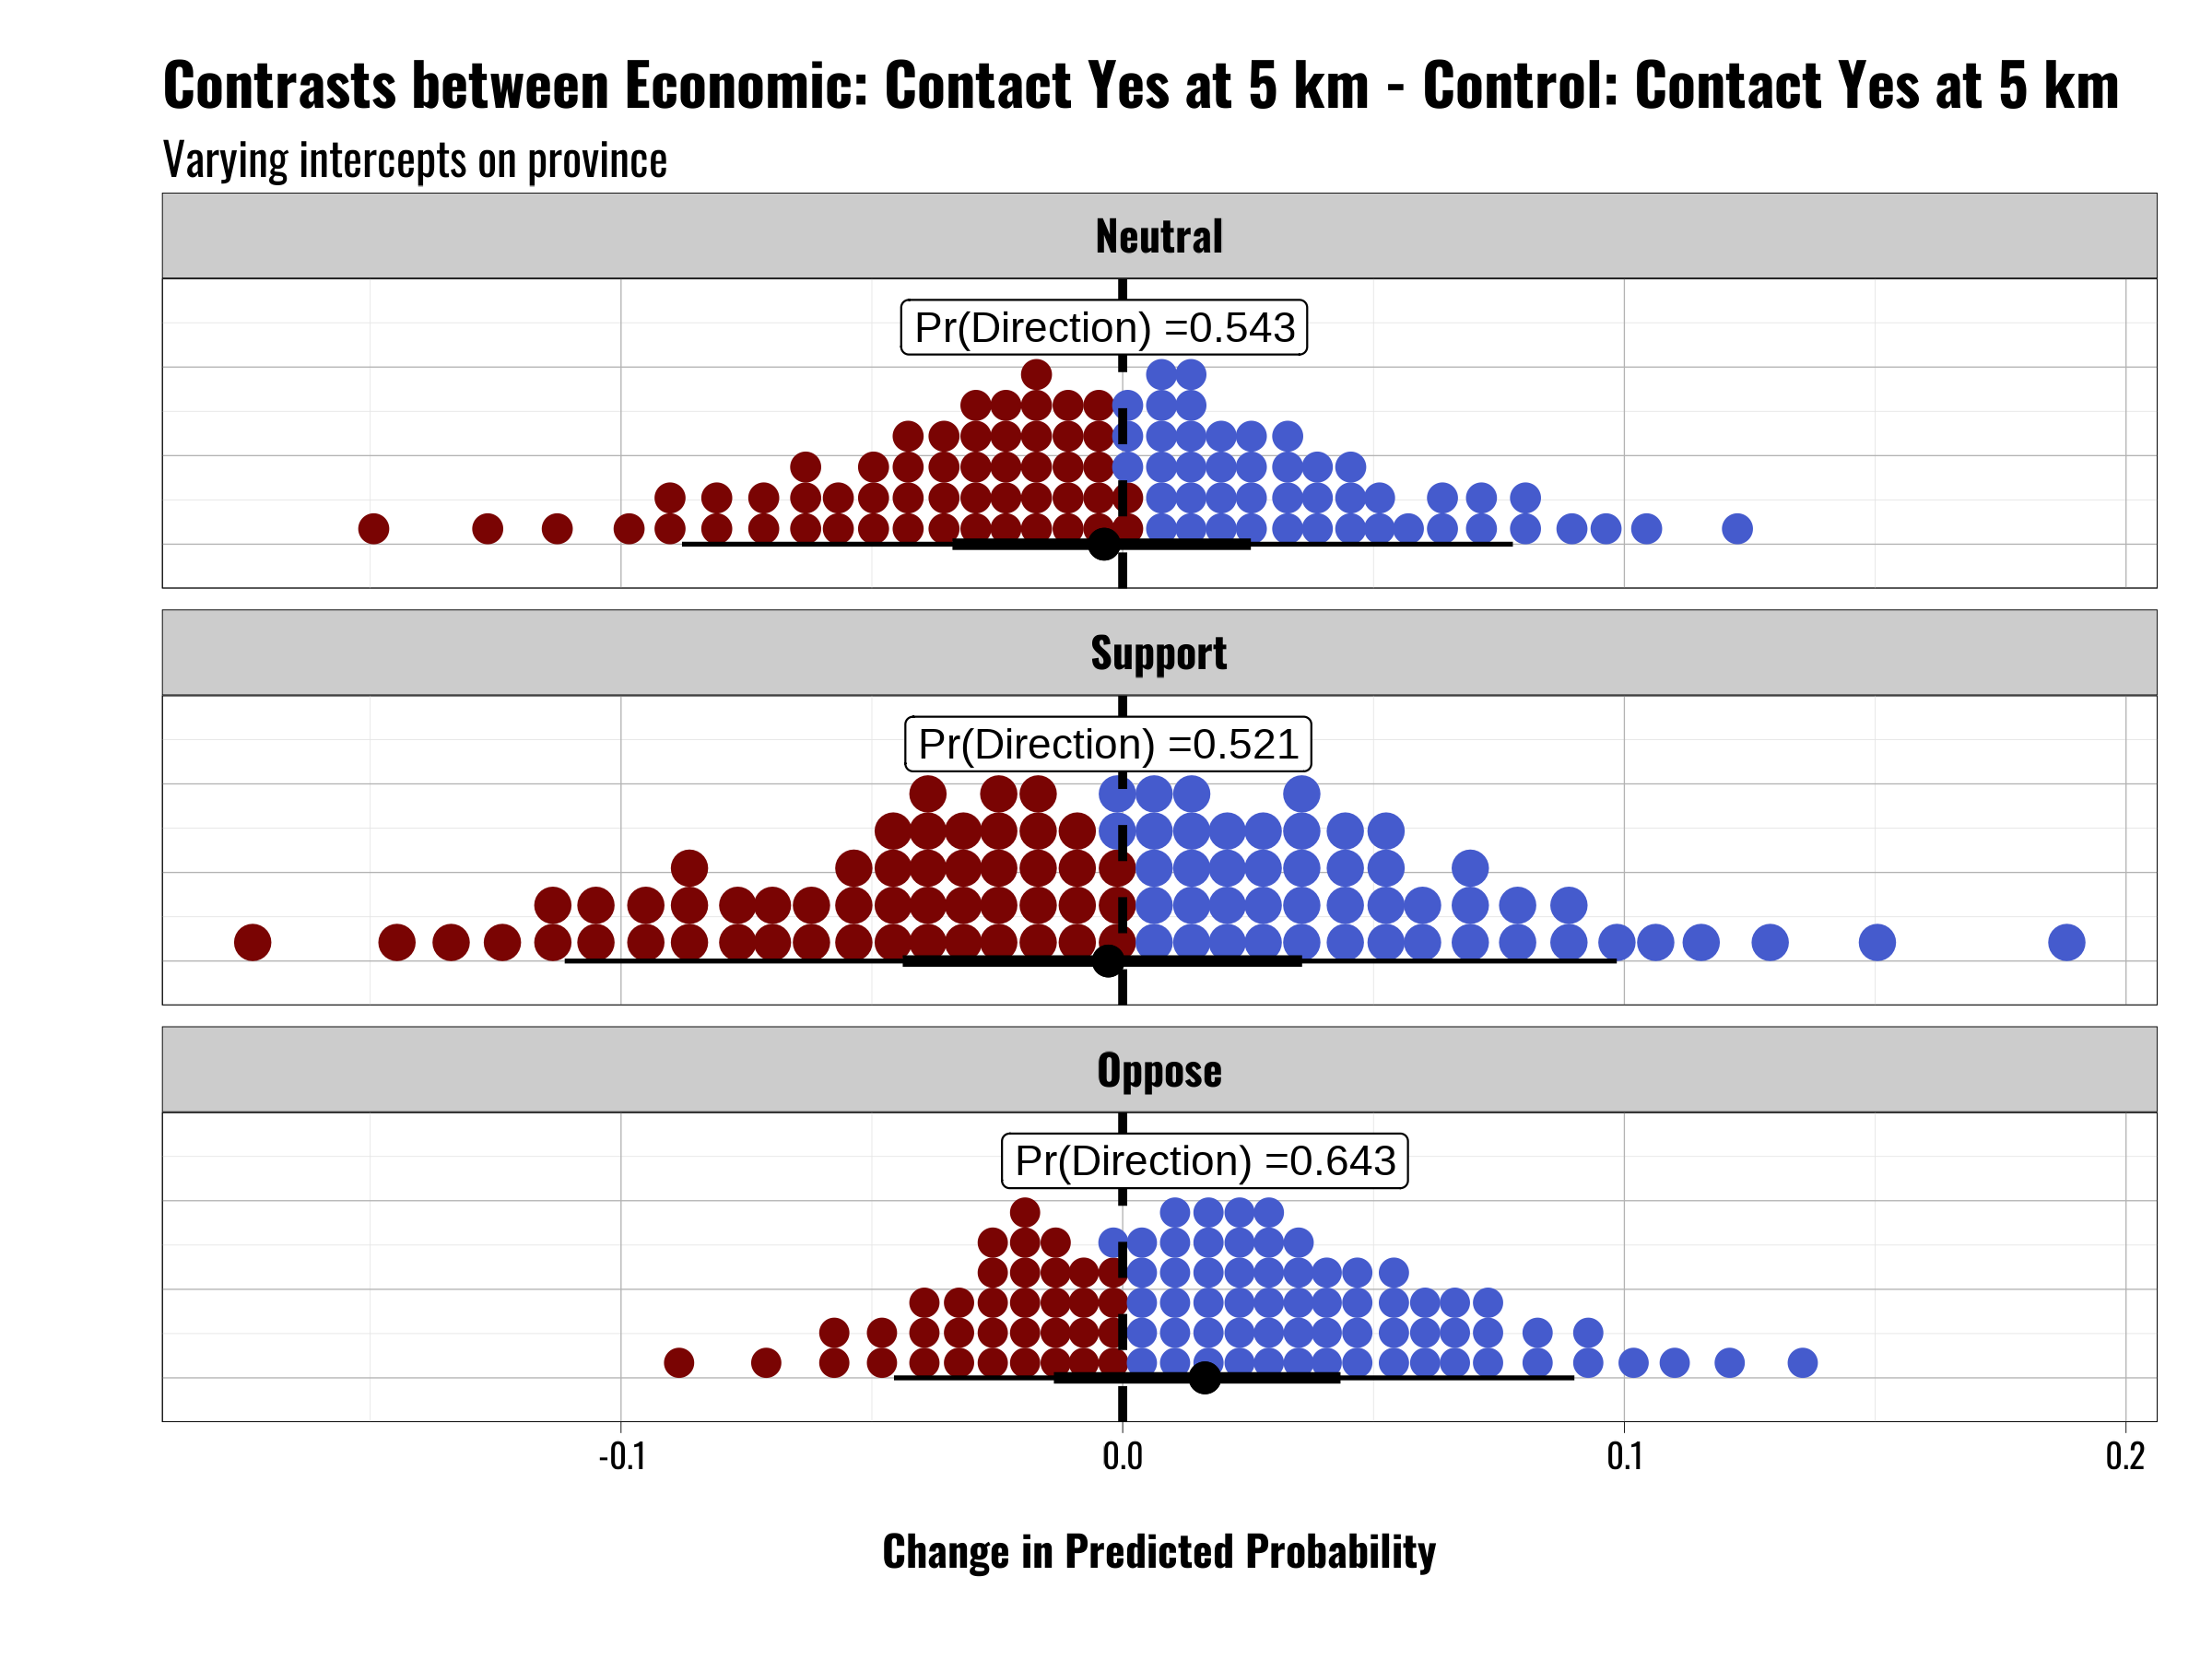 Contrasts between Economic: Contact Yes at 5 km - Control: Contact Yes at 5 km
Varying intercepts on province
Neutral
Pr(Direction) =0.543
Support
Pr(Direction) =0.521
Oppose
Pr(Direction) =0.643
-0.1 0.0 0.1 0.2
Change in Predicted Probability